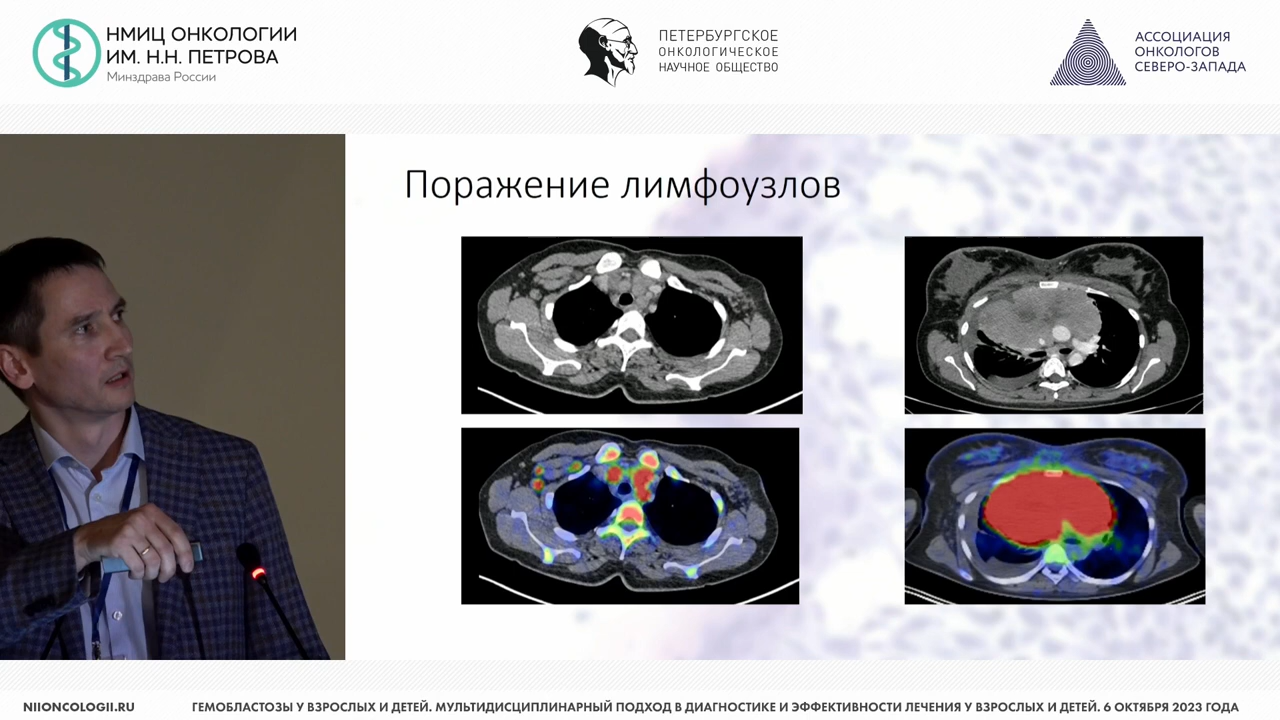 НМИЦ ОНКОЛОГИИ
ИМ. Н.Н. ПЕТРОВА
Минздрава России
ПЕТЕРБУРГСКОЕ
ОНКОЛОГИЧЕСКОЕ
НАУЧНОЕ ОБЩЕСТВО
АССОЦИАЦИЯ
ОНКОЛОГОВ
СЕВЕРО-ЗАПАДА
Поражение лимфоузлов
NIIONCOLOGII.RU
ГЕМОБЛАСТОЗЫ У ВЗРОСЛЫХ И ДЕТЕЙ. МУЛЬТИДИСЦИПЛИНАРНЫЙ ПОДХОД В ДИАГНОСТИКЕ И ЭФФЕКТИВНОСТИ ЛЕЧЕНИЯ У ВЗРОСЛЫХ И ДЕТЕЙ. 6 ОКТЯБРЯ 2023 ГОДА